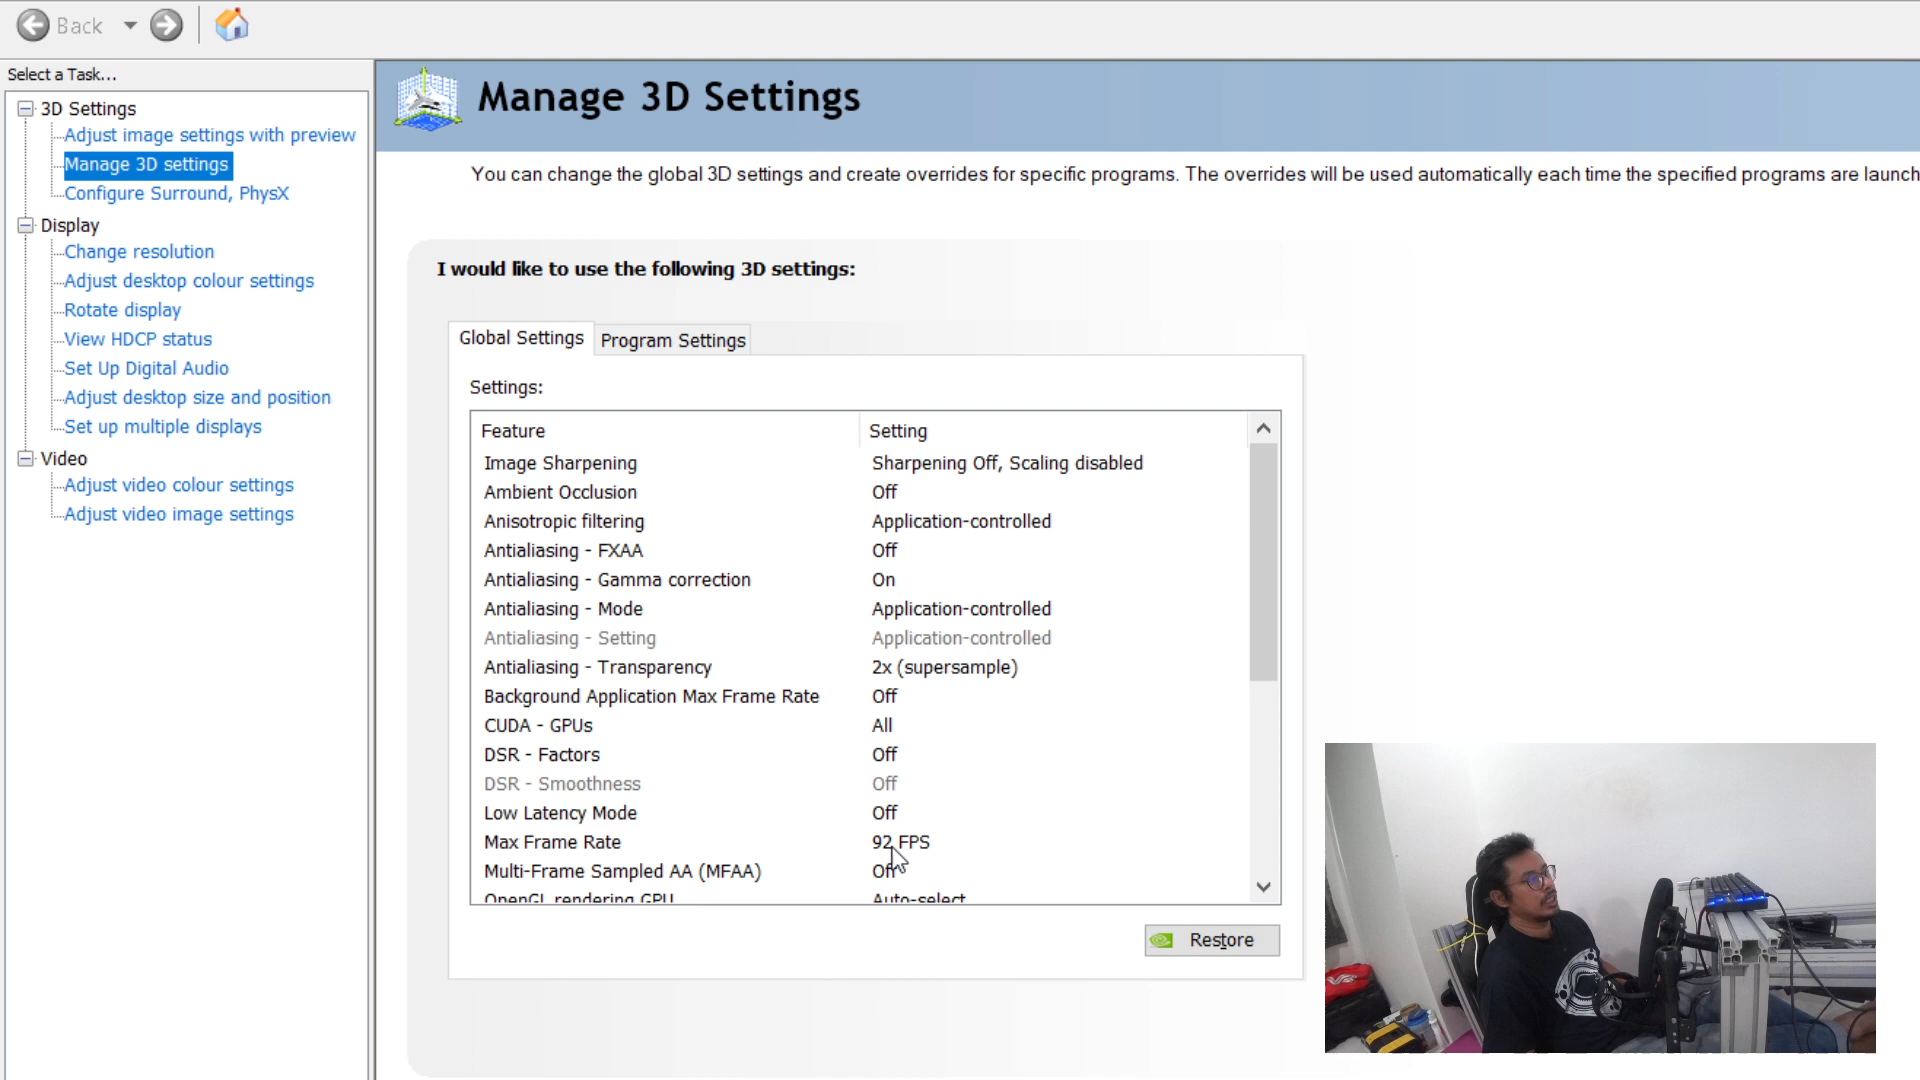 Back
Select a Task...
3D Settings
Adjust image settings with preview
Manage 3D settings
Configure Surround, PhysX
Display
Change resolution
Adjust desktop colour settings
Rotate display
View HDCP status
Set Up Digital Audio
Adjust desktop size and position
Set up multiple displays
Video
Adjust video colour settings
Adjust video image settings
Manage 3D Settings
You can change the global 3D settings and create overrides for specific programs. The overrides will be used automatically each time the specified programs are launch
I would like to use the following 3D settings:
Global Settings Program Settings
Settings:
Feature Setting
Image Sharpening Sharpening Off, Scaling disabled
Ambient Occlusion Off
Anisotropic filtering Application-controlled
Antialiasing - FXAA Off
Antialiasing - Gamma correction On
Antialiasing - Mode Application-controlled
Antialiasing - Setting Application-controlled
Antialiasing - Transparency 2x (supersample)
Background Application Max Frame Rate Off
CUDA - GPUs All
DSR - Factors Off
DSR - Smoothness Off
Low Latency Mode Off
Max Frame Rate 92 FPS
Multi-Frame Sampled AA (MFAA) Off
OpenGL rendering GPU Auto-select
Restore